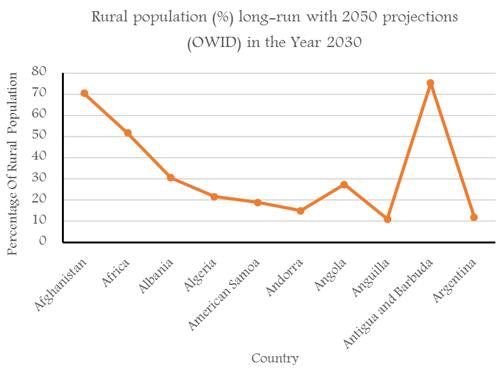 Rural population (%) long-run with 2050 projections
(OWID) in the Year 2030
Percentage Of Rural Population
80
70
60
50
40
30
20
10
0
Afghanistan
Africa
Albania
Algeria
American Samoa
Andorra
Angola
Anguilla
Antigua and Barbuda
Argentina
Country